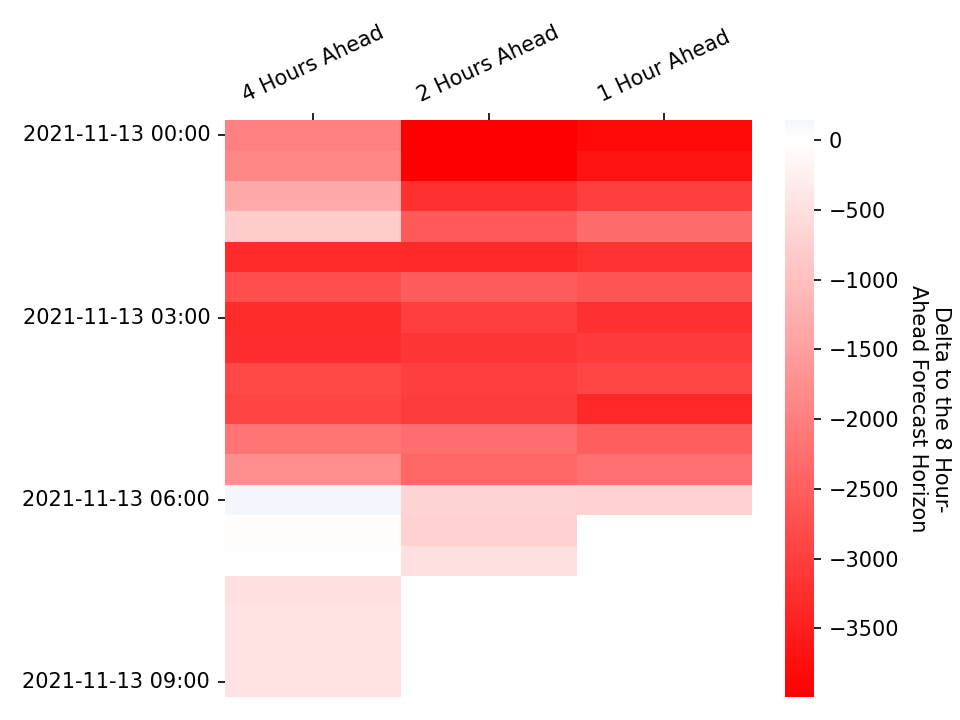 4 Hours Ahead
2 Hours Ahead
1 Hour Ahead
2021-11-13 00:00
2021-11-13 03:00
2021-11-13 06:00
2021-11-13 09:00
0
−500
−1000
−1500
−2000
−2500
−3000
−3500
Delta to the 8 Hour-
Ahead Forecast Horizon